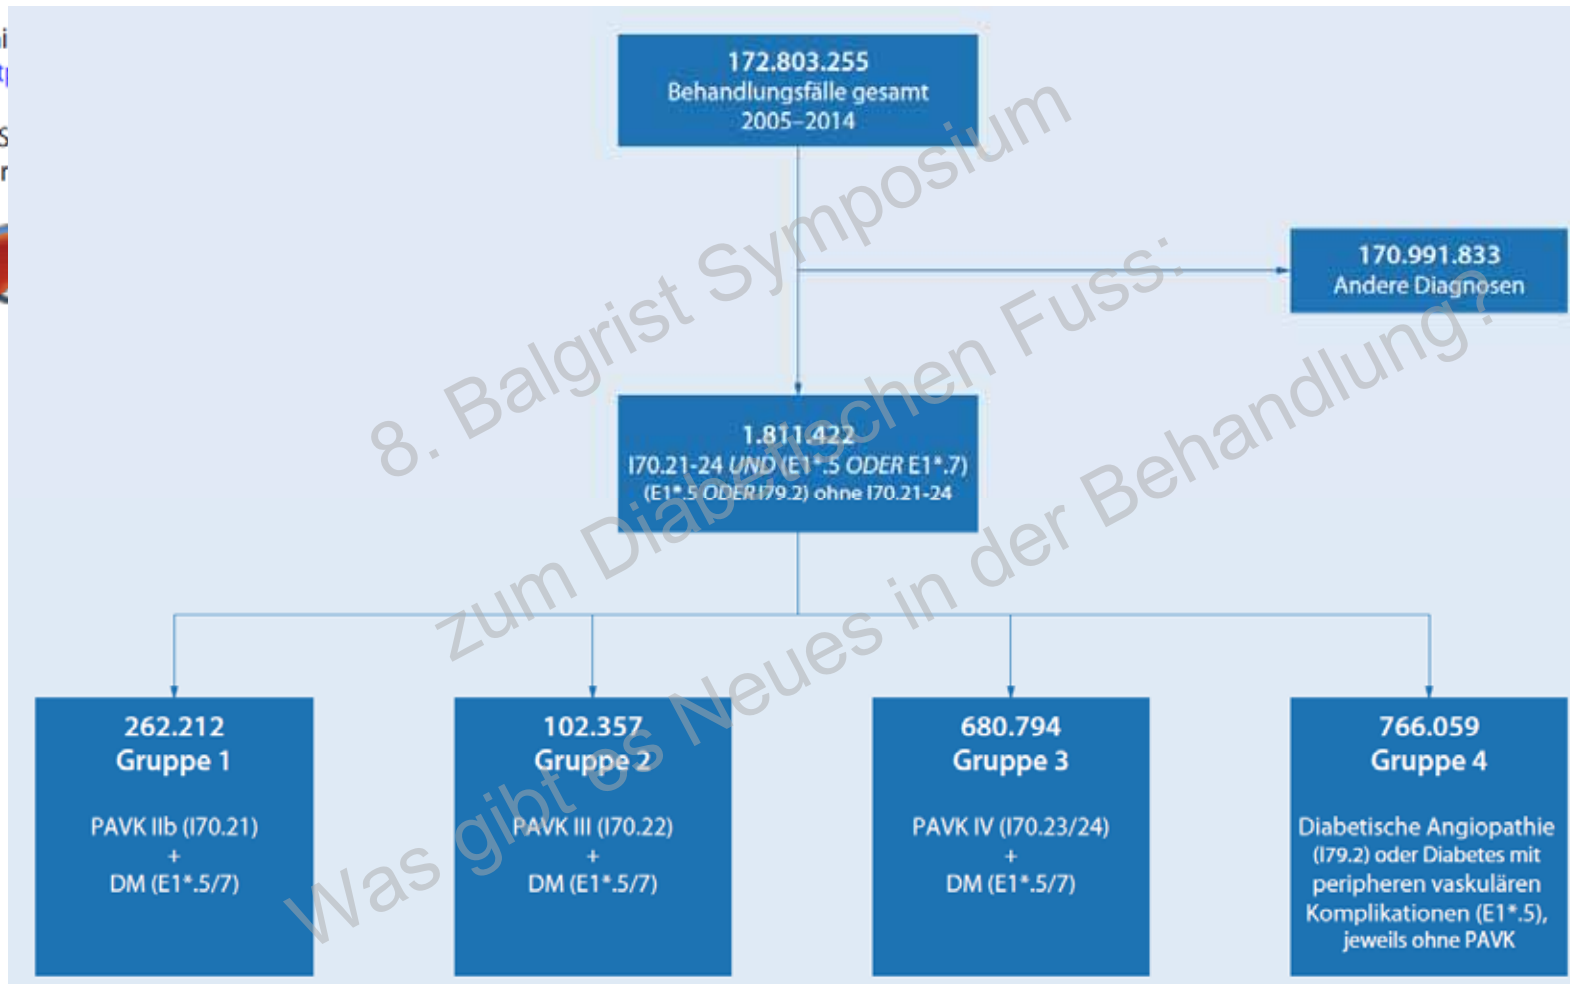 172.803.255
Behandlungsfälle gesamt
2005–2014
170.991.833
Andere Diagnosen
1.811.422
I70.21-24 UND (E1*.5 ODER E1*.7)
(E1*.5 ODER I79.2) ohne I70.21-24
262.212
Gruppe 1
PAVK IIb (I70.21)
+
DM (E1*.5/7)
102.357
Gruppe 2
PAVK III (I70.22)
+
DM (E1*.5/7)
680.794
Gruppe 3
PAVK IV (I70.23/24)
+
DM (E1*.5/7)
766.059
Gruppe 4
Diabetische Angiopathie
(I79.2) oder Diabetes mit
peripheren vaskulären
Komplikationen (E1*.5),
jeweils ohne PAVK
8. Balgrist Symposium
zum Diabetischen Fuss:
Was gibt es Neues in der Behandlung?